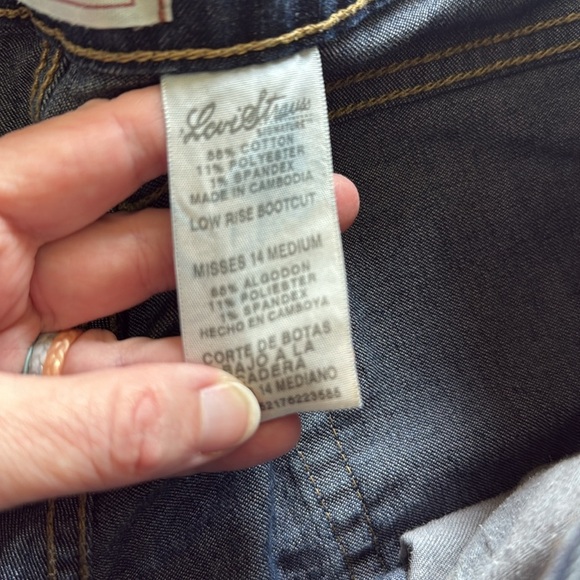 Levi Strauss
SIGNATURE
88% COTTON
11% POLYESTER
1% SPANDEX
MADE IN CAMBODIA
LOW RISE BOOTCUT
MISSES 14 MEDIUM
88% ALGODON
11% POLIESTER
1% SPANDEX
HECHO EN CAMBOYA
CORTE DE BOTAS
BAJO A LA
CADERA
14 MEDIANO